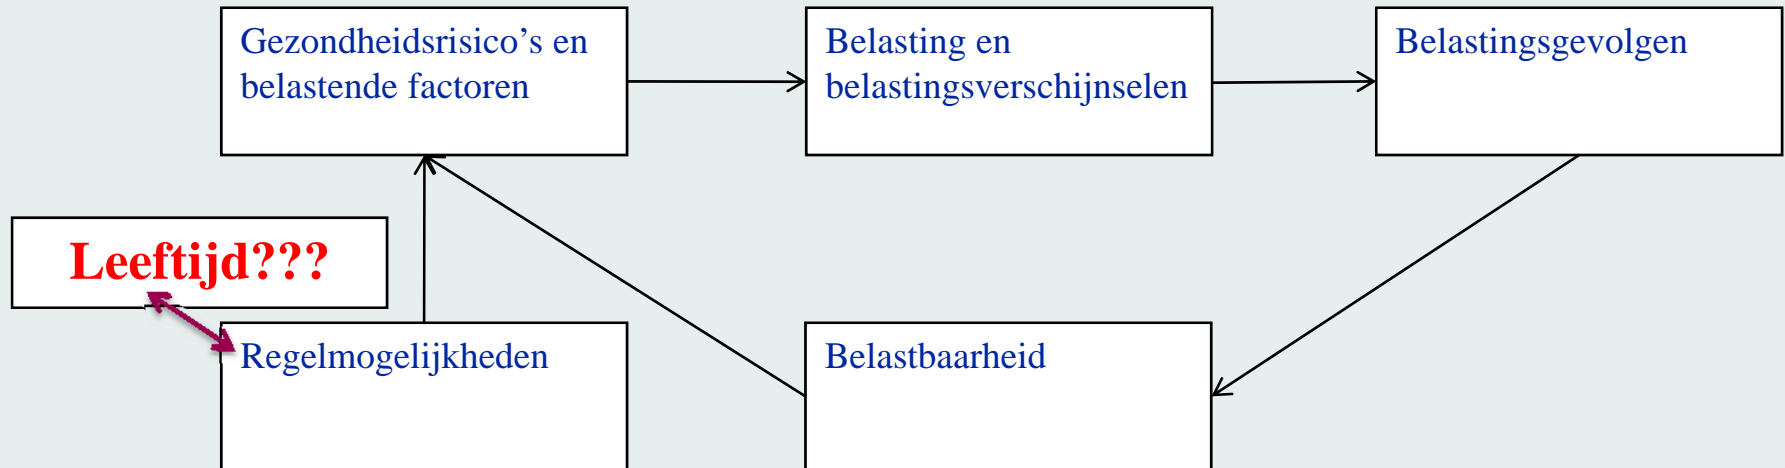 Gezondheidsrisico’s en
belastende factoren
Belasting en
belastingsverschijnselen
Belastingsgevolgen
Leeftijd???
Regelmogelijkheden
Belastbaarheid